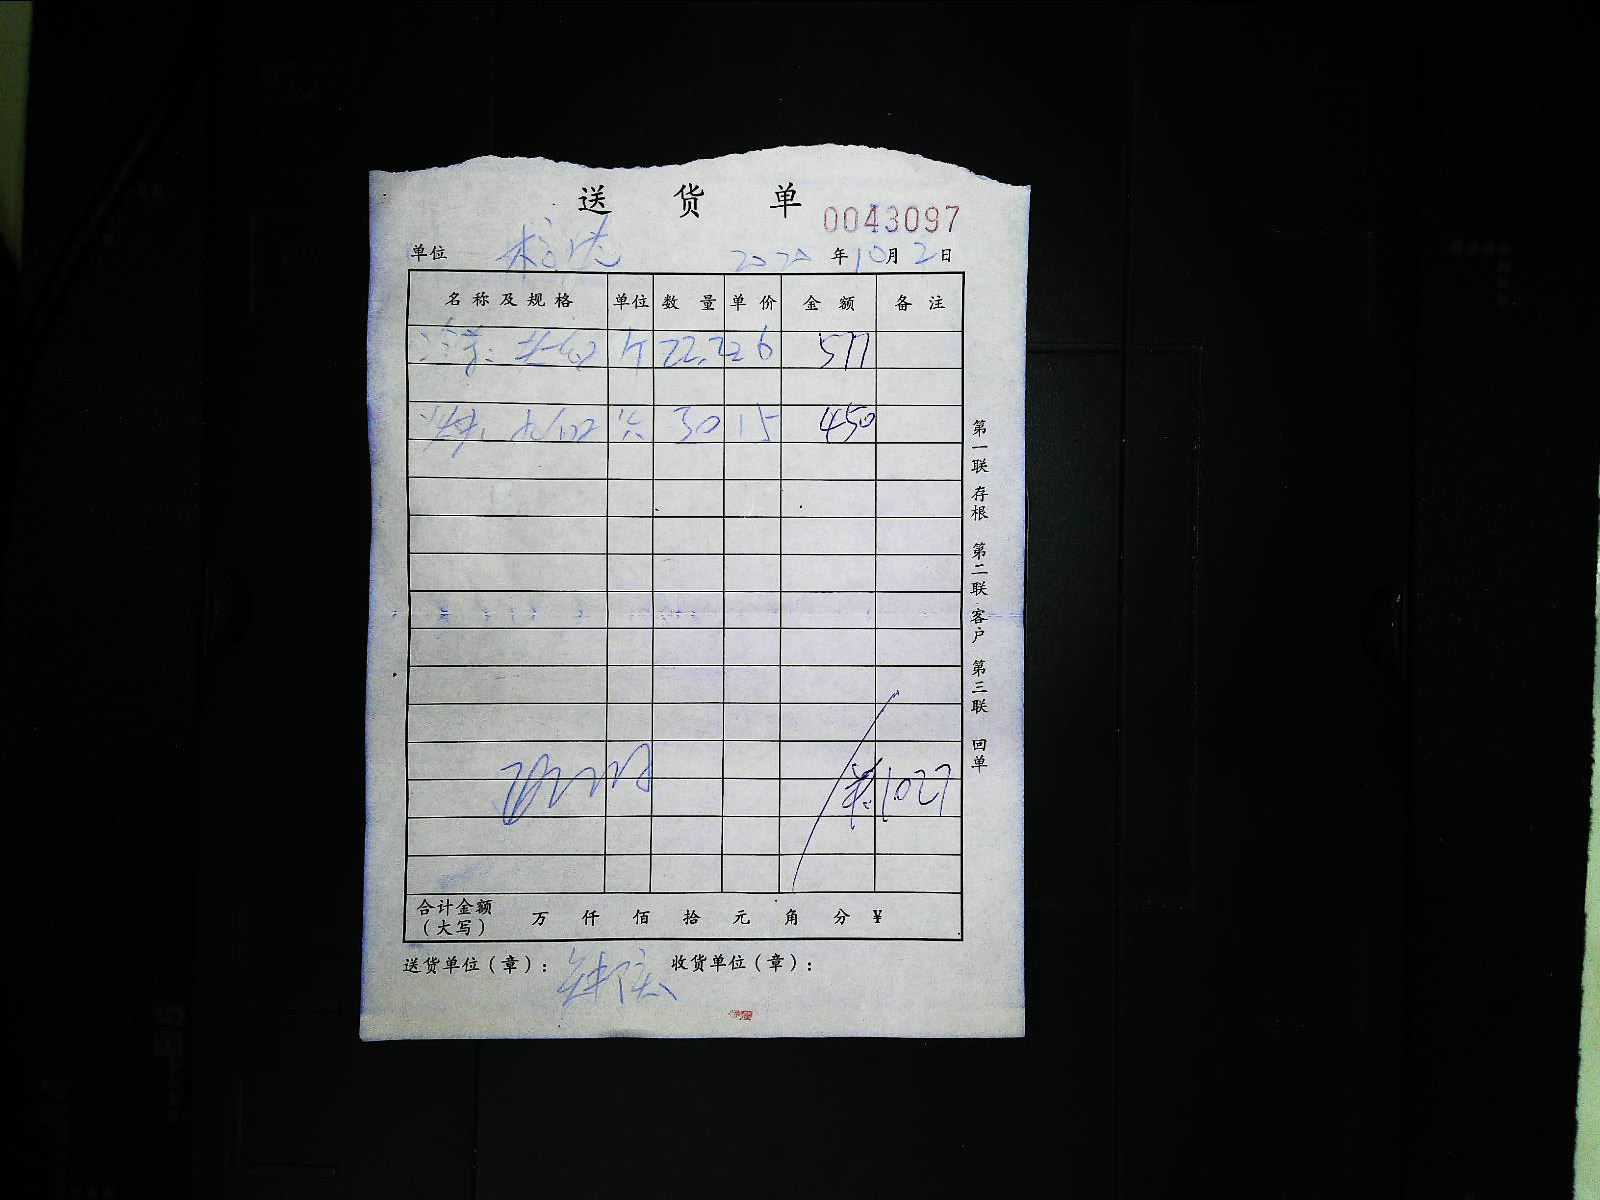 送 货 单
0043097
单位 2020 年 10 月 2 日
名称及规格 单位 数量 单价 金额 备注
22.2 26 577
30 15 450
第一联 存根 第二联 客户 第三联 回单
1027
合计金额（大写） 万 仟 佰 拾 元 角 分 ¥
送货单位（章）： 收货单位（章）：